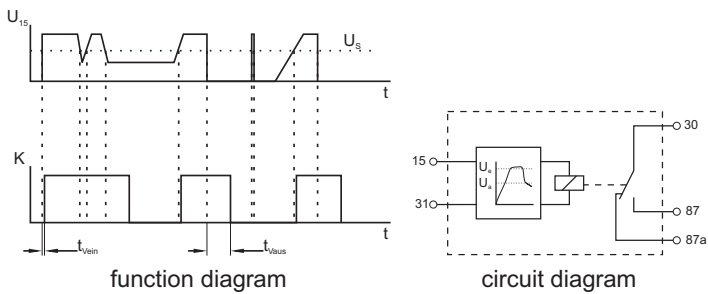 U15
US
t
K
t
tVein
tVaus
function diagram
15
31
Ue
Ua
30
87
87a
circuit diagram